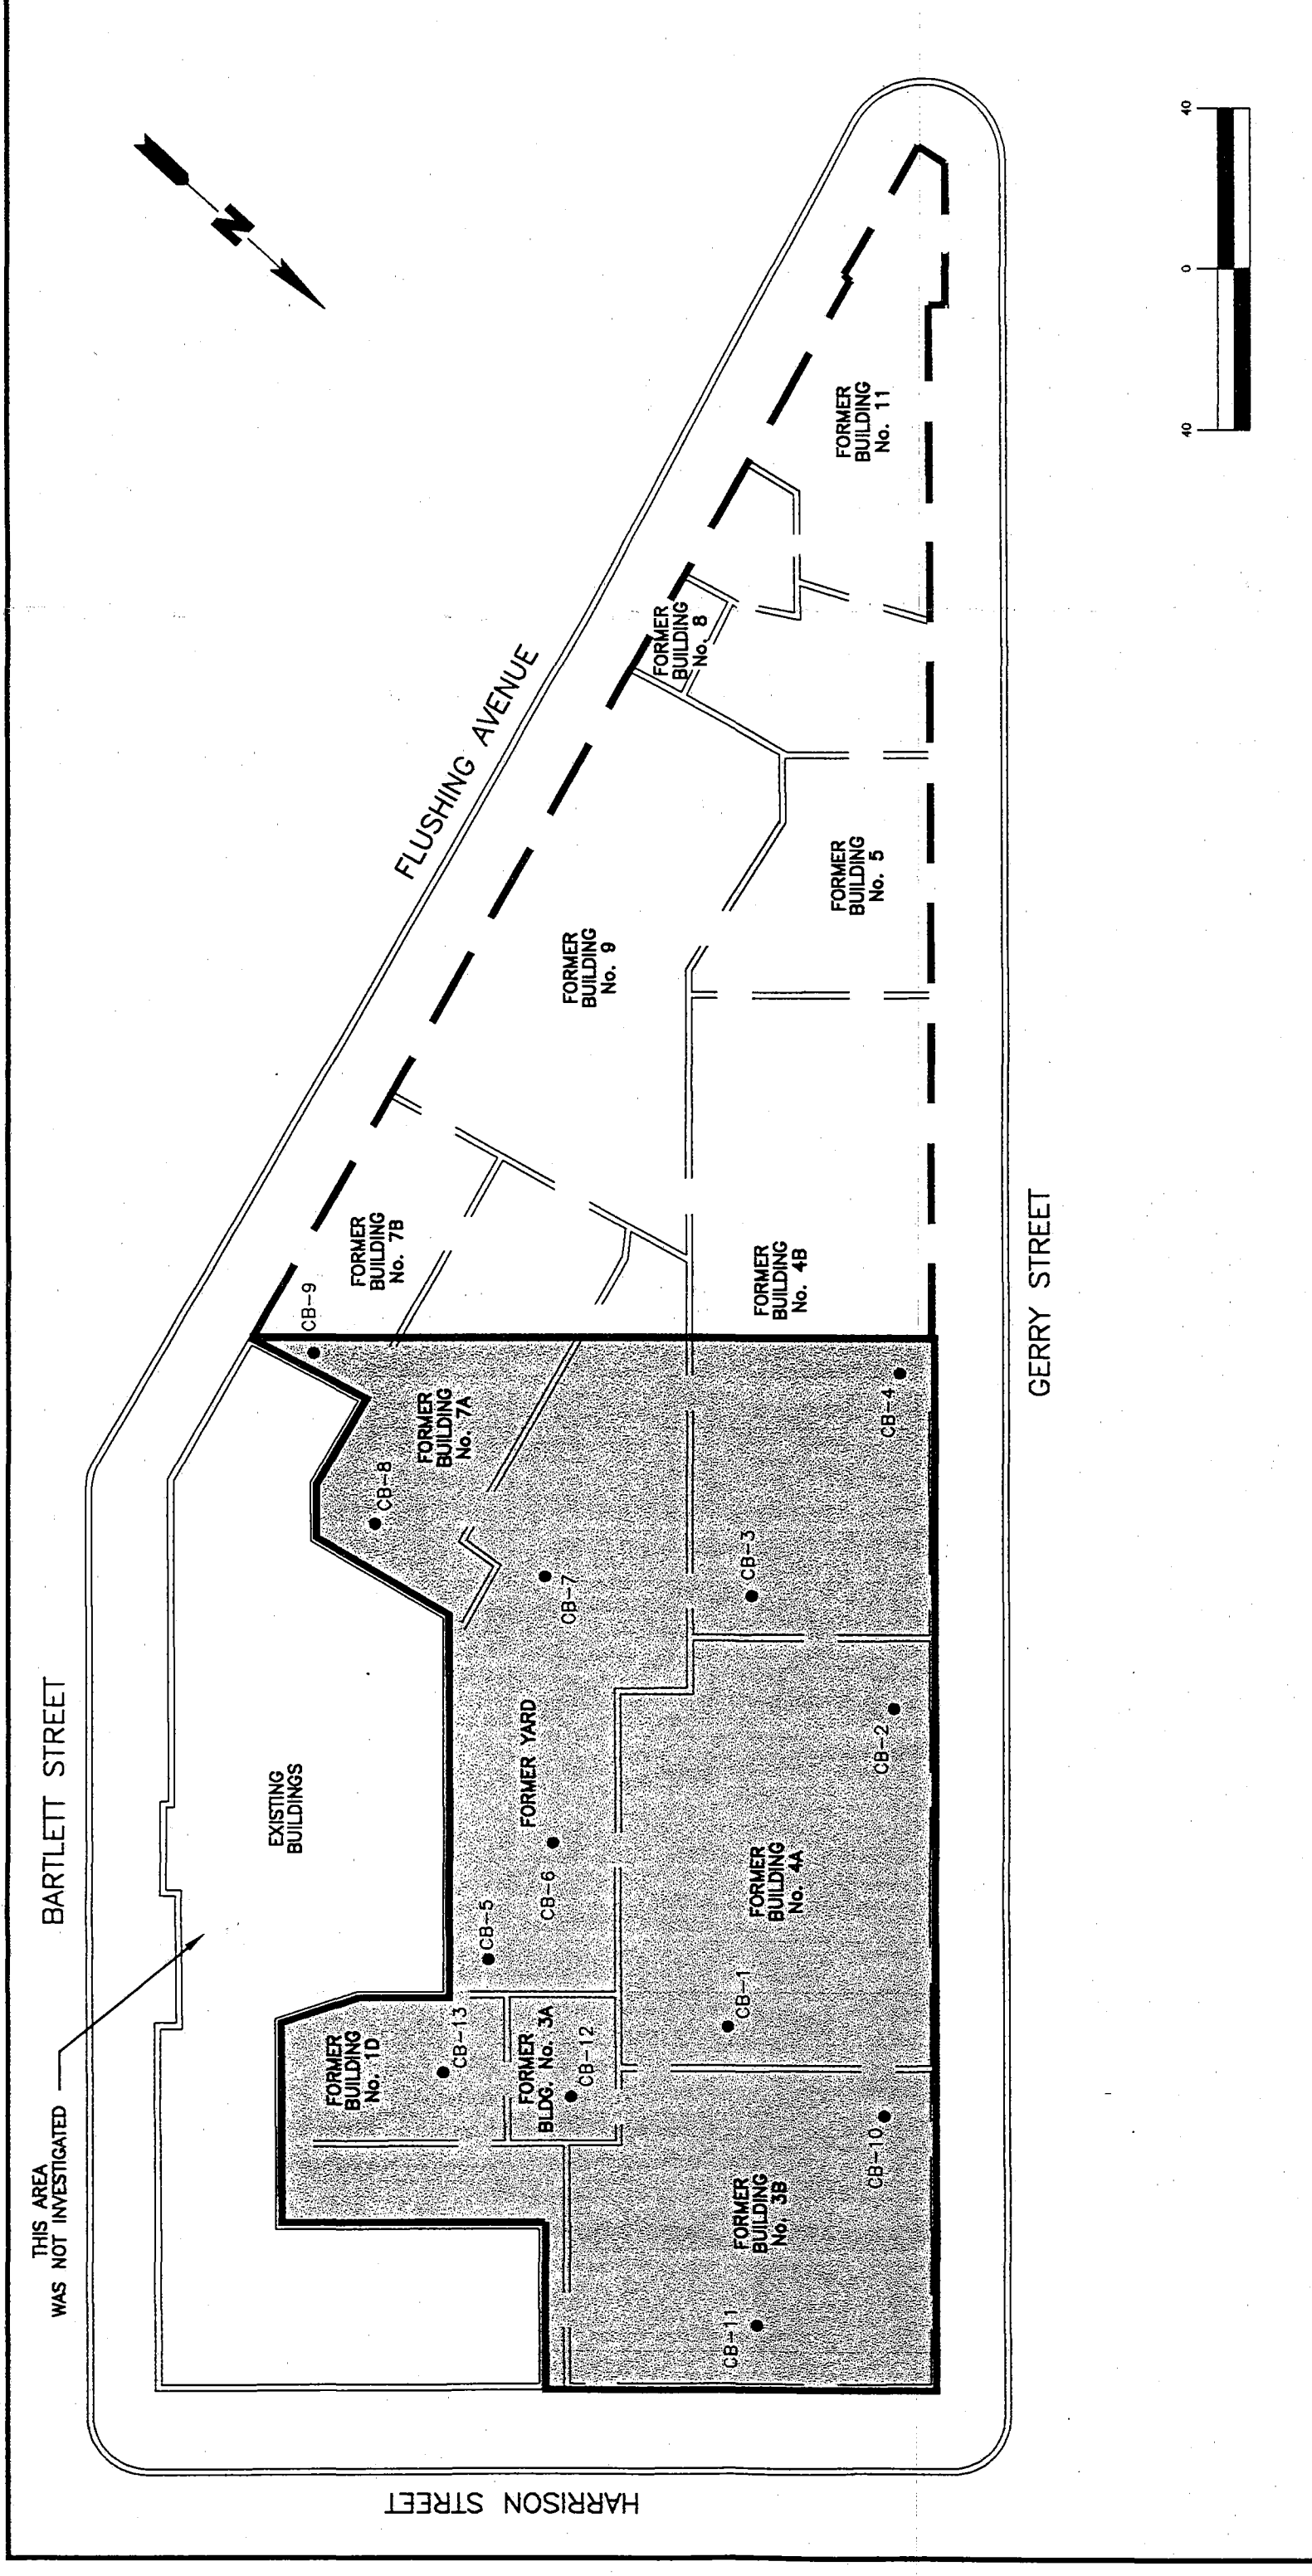 THIS AREA
WAS NOT INVESTIGATED
BARTLETT STREET
EXISTING
BUILDINGS
FLUSHING AVENUE
N
HARRISON STREET
GERRY STREET
FORMER
BUILDING
No. 1D
CB-13
FORMER
BLDG. No. 3A
CB-12
CB-5
CB-6
FORMER YARD
CB-7
CB-8
FORMER
BUILDING
No. 7A
CB-9
FORMER
BUILDING
No. 7B
FORMER
BUILDING
No. 9
FORMER
BUILDING
No. 8
FORMER
BUILDING
No. 11
CB-11
FORMER
BUILDING
No. 3B
CB-10
CB-1
FORMER
BUILDING
No. 4A
CB-2
CB-3
CB-4
FORMER
BUILDING
No. 4B
FORMER
BUILDING
No. 5
40
0
40